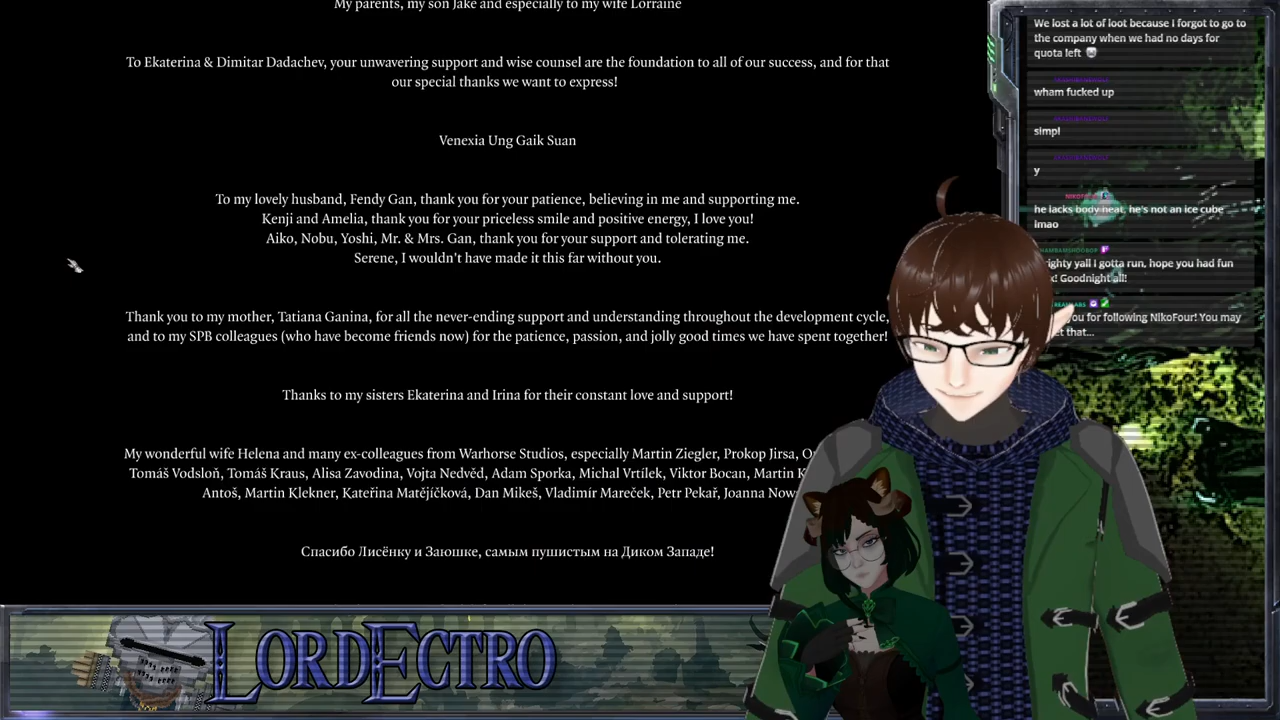 My parents, my son Jake and especially to my wife Lorraine
To Ekaterina & Dimitar Dadachev, your unwavering support and wise counsel are the foundation to all of our success, and for that
our special thanks we want to express!
Venexia Ung Gaik Suan
To my lovely husband, Fendy Gan, thank you for your patience, believing in me and supporting me.
Kenji and Amelia, thank you for your priceless smile and positive energy, I love you!
Aiko, Nobu, Yoshi, Mr. & Mrs. Gan, thank you for your support and tolerating me.
Serene, I wouldn't have made it this far without you.
Thank you to my mother, Tatiana Ganina, for all the never-ending support and understanding throughout the development cycle,
and to my SPB colleagues (who have become friends now) for the patience, passion, and jolly good times we have spent together!
Thanks to my sisters Ekaterina and Irina for their constant love and support!
My wonderful wife Helena and many ex-colleagues from Warhorse Studios, especially Martin Ziegler, Prokop Jirsa,
Tomáš Vodsloň, Tomáš Kraus, Alisa Zavodina, Vojta Nedvěd, Adam Sporka, Michal Vrtílek, Viktor Bocan, Martin
Antoš, Martin Klekner, Kateřina Matějíčková, Dan Mikeš, Vladimír Mareček, Petr Pekař, Joanna
Спасибо Лисёнку и Заюшке, самым пушистым на Диком Западе!
LORDECTRO
We lost a lot of loot because I forgot to go to
the company when we had no days for
quota left
wham fucked up
simpl
y
he lacks body heat, he's not an ice cube
lmao
yall I gotta run, hope you had fun
Goodnight all!
you for following NikoFour! You may
that...